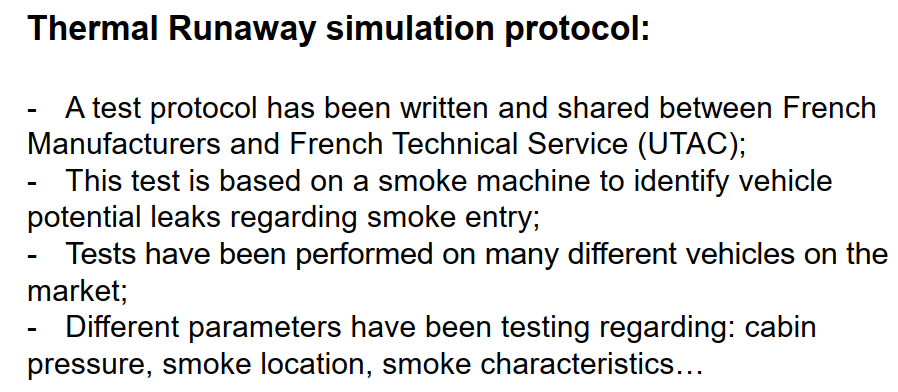 Thermal Runaway simulation protocol:
- A test protocol has been written and shared between French
Manufacturers and French Technical Service (UTAC);
- This test is based on a smoke machine to identify vehicle
potential leaks regarding smoke entry;
- Tests have been performed on many different vehicles on the
market;
- Different parameters have been testing regarding: cabin
pressure, smoke location, smoke characteristics…